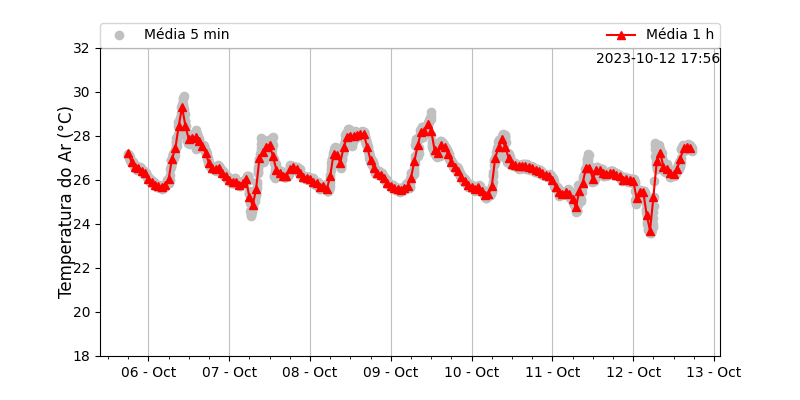 Média 5 min
Média 1 h
2023-10-12 17:56
Temperatura do Ar (°C)
32
30
28
26
24
22
20
18
06 - Oct
07 - Oct
08 - Oct
09 - Oct
10 - Oct
11 - Oct
12 - Oct
13 - Oct